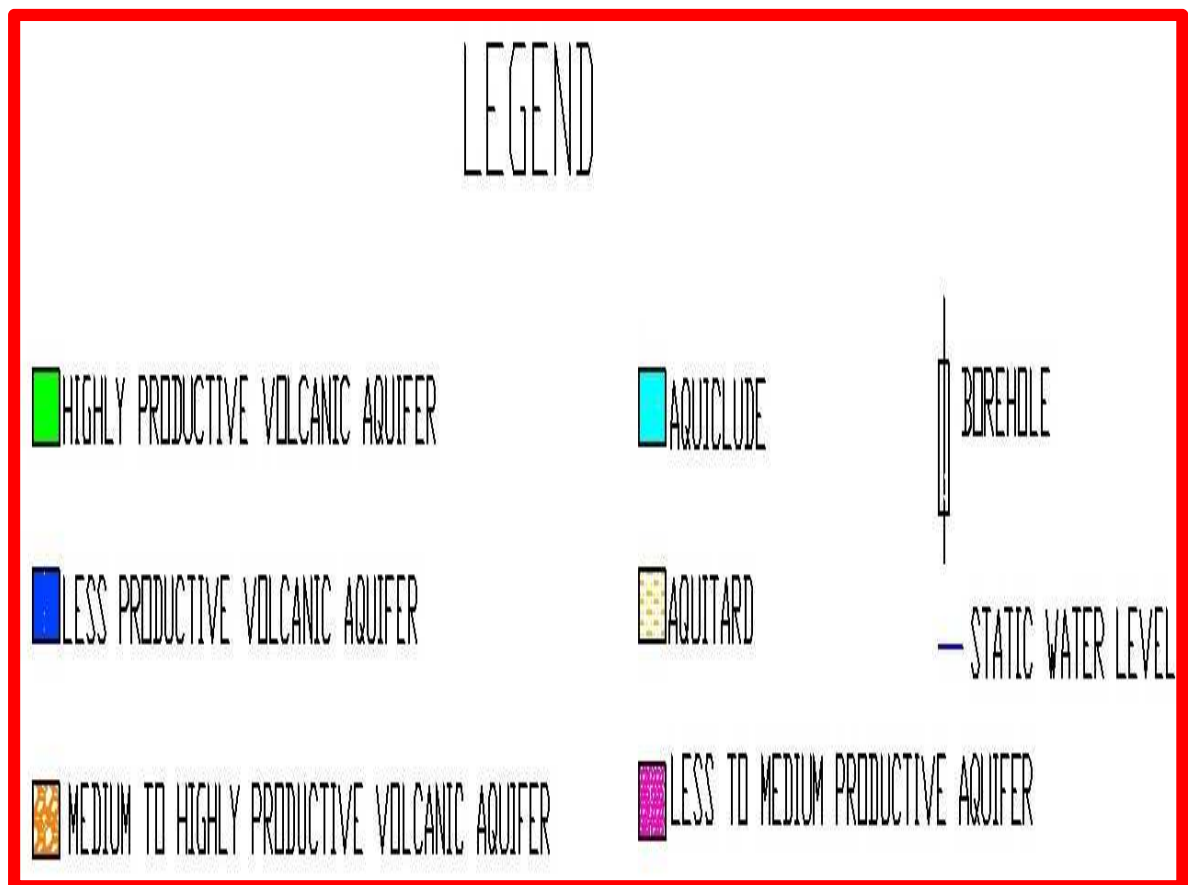 LEGEND
HIGHLY PRODUCTIVE VOLCANIC AQUIFER
LESS PRODUCTIVE VOLCANIC AQUIFER
MEDIUM TO HIGHLY PRODUCTIVE VOLCANIC AQUIFER
AQUICLUDE
AQUITARD
LESS TO MEDIUM PRODUCTIVE AQUIFER
BOREHOLE
STATIC WATER LEVEL